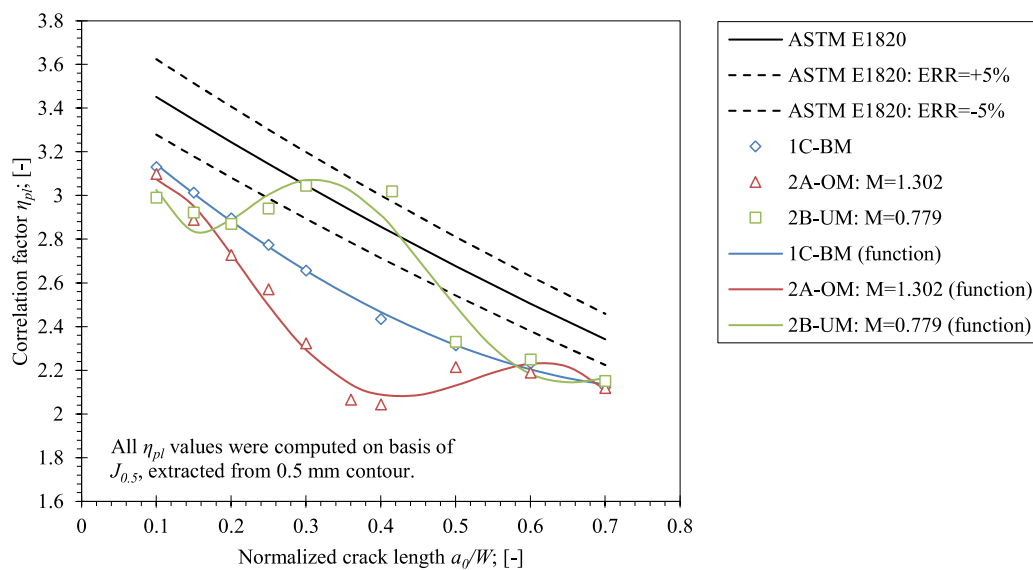 3.8
3.6
3.4
3.2
3
2.8
2.6
2.4
2.2
2
1.8
1.6
Correlation factor ηpl; [-]
0
0.1
0.2
0.3
0.4
0.5
0.6
0.7
0.8
Normalized crack length a0/W; [-]
All ηpl values were computed on basis of
J0.5, extracted from 0.5 mm contour.
ASTM E1820
ASTM E1820: ERR=+5%
ASTM E1820: ERR=-5%
1C-BM
2A-OM: M=1.302
2B-UM: M=0.779
1C-BM (function)
2A-OM: M=1.302 (function)
2B-UM: M=0.779 (function)